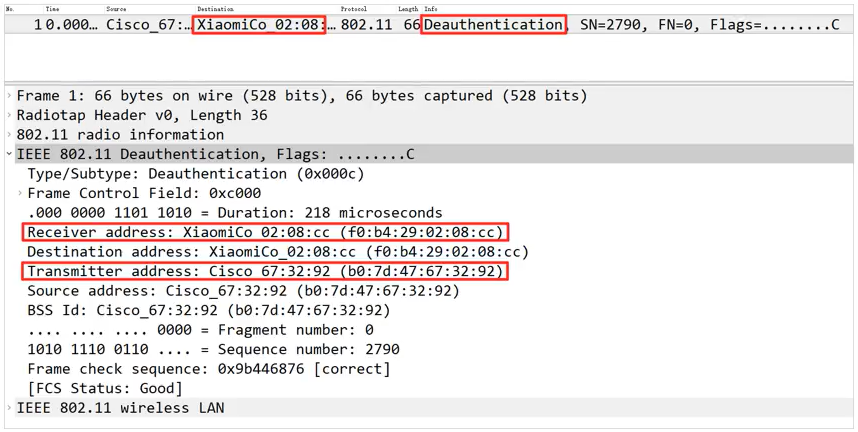 No. Time Source Destination Protocol Length Info
1 0.000… Cisco_67:… XiaomiCo_02:08:… 802.11 66 Deauthentication, SN=2790, FN=0, Flags=........C
Frame 1: 66 bytes on wire (528 bits), 66 bytes captured (528 bits)
Radiotap Header v0, Length 36
802.11 radio information
IEEE 802.11 Deauthentication, Flags: ........C
Type/Subtype: Deauthentication (0x000c)
Frame Control Field: 0xc000
.000 0000 1101 1010 = Duration: 218 microseconds
Receiver address: XiaomiCo_02:08:cc (f0:b4:29:02:08:cc)
Destination address: XiaomiCo_02:08:cc (f0:b4:29:02:08:cc)
Transmitter address: Cisco_67:32:92 (b0:7d:47:67:32:92)
Source address: Cisco_67:32:92 (b0:7d:47:67:32:92)
BSS Id: Cisco_67:32:92 (b0:7d:47:67:32:92)
.... .... .... 0000 = Fragment number: 0
1010 1110 0110 .... = Sequence number: 2790
Frame check sequence: 0x9b446876 [correct]
[FCS Status: Good]
IEEE 802.11 wireless LAN